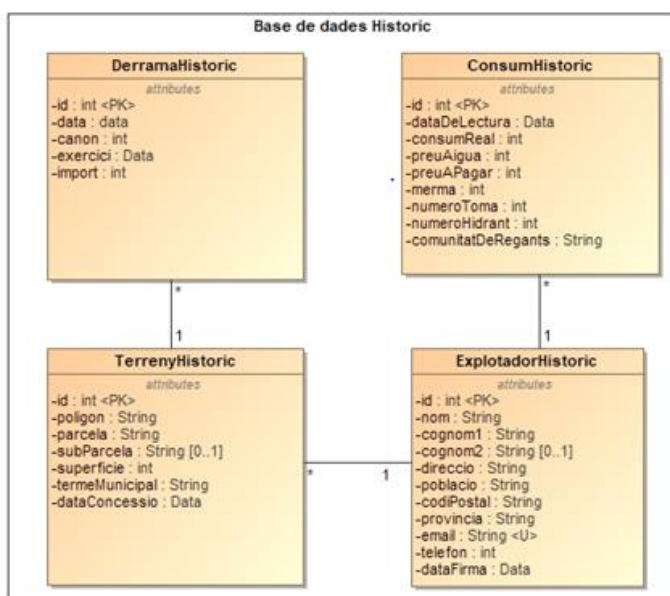 Base de dades Historic
DerramaHistoric
attributes
-id : int <PK>
-data : data
-canon : int
-exercici : Data
-import : int
ConsumHistoric
attributes
-id : int <PK>
-dataDeLectura : Data
-consumReal : int
-preuAigua : int
-preuAPagar : int
-merma : int
-numeroToma : int
-numeroHidrant : int
-comunitatDeRegants : String
*
1
*
1
TerrenyHistoric
attributes
-id : int <PK>
-poligon : String
-parcela : String
-subParcela : String [0..1]
-superficie : int
-termeMunicipal : String
-dataConcessio : Data
*
1
ExplotadorHistoric
attributes
-id : int <PK>
-nom : String
-cognom1 : String
-cognom2 : String [0..1]
-direccio : String
-poblacio : String
-codiPostal : String
-provincia : String
-email : String <U>
-telefon : int
-dataFirma : Data